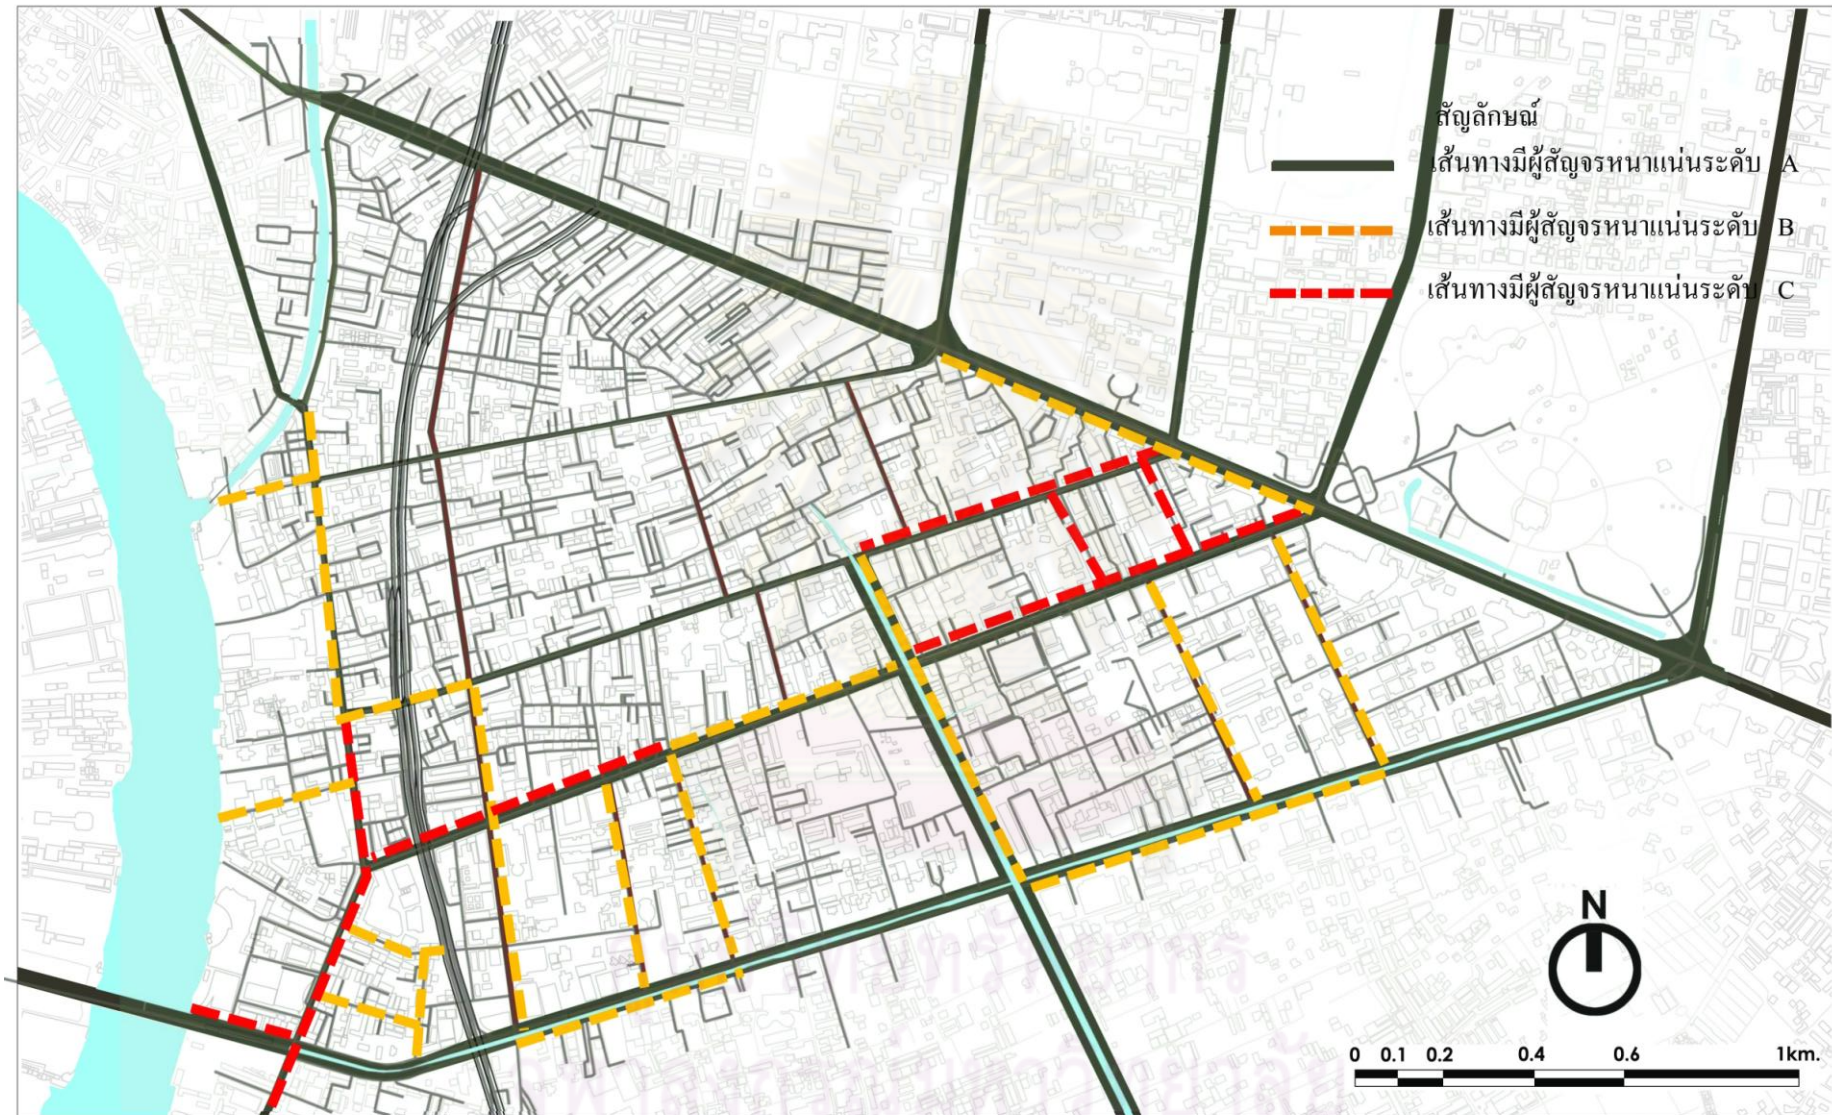 สัญลักษณ์
เส้นทางมีผู้สัญจรหนาแน่นระดับ A
เส้นทางมีผู้สัญจรหนาแน่นระดับ B
เส้นทางมีผู้สัญจรหนาแน่นระดับ C
N
0 0.1 0.2 0.4 0.6 1km.